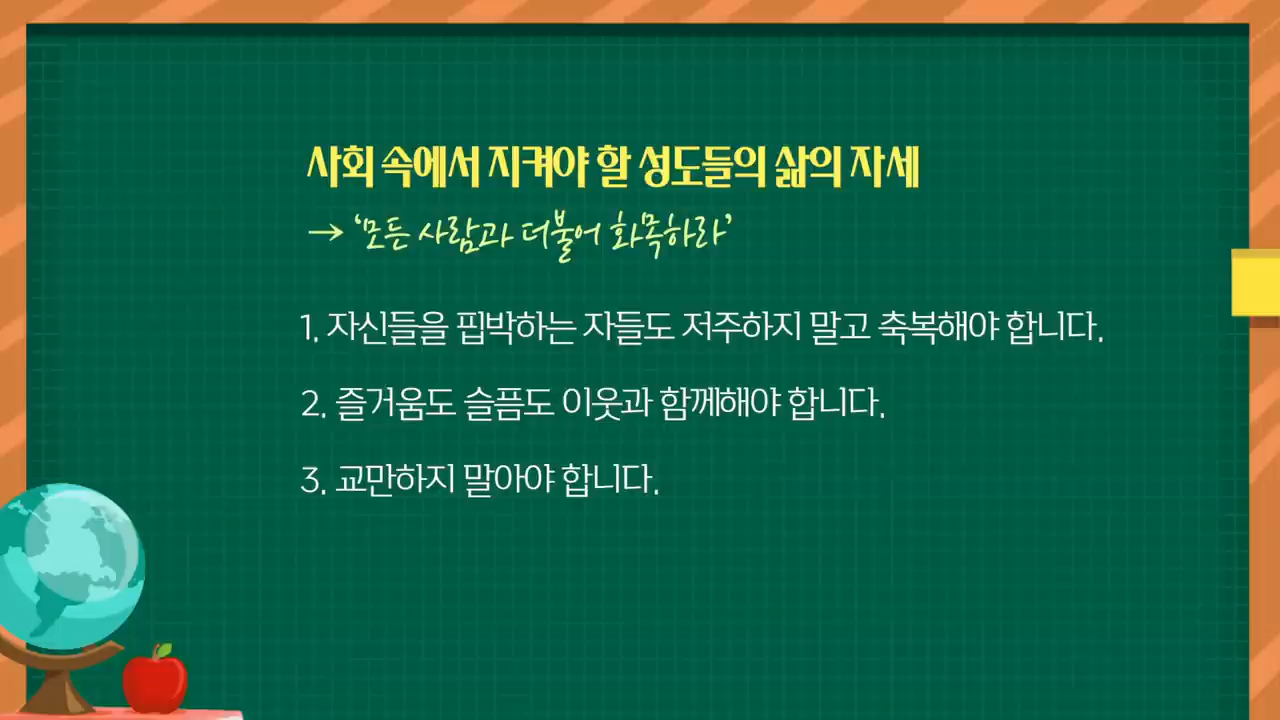 사회 속에서 지켜야 할 성도들의 삶의 자세
→ '모든 사람과 더불어 화목하라'
1. 자신들을 핍박하는 자들도 저주하지 말고 축복해야 합니다.
2. 즐거움도 슬픔도 이웃과 함께해야 합니다.
3. 교만하지 말아야 합니다.